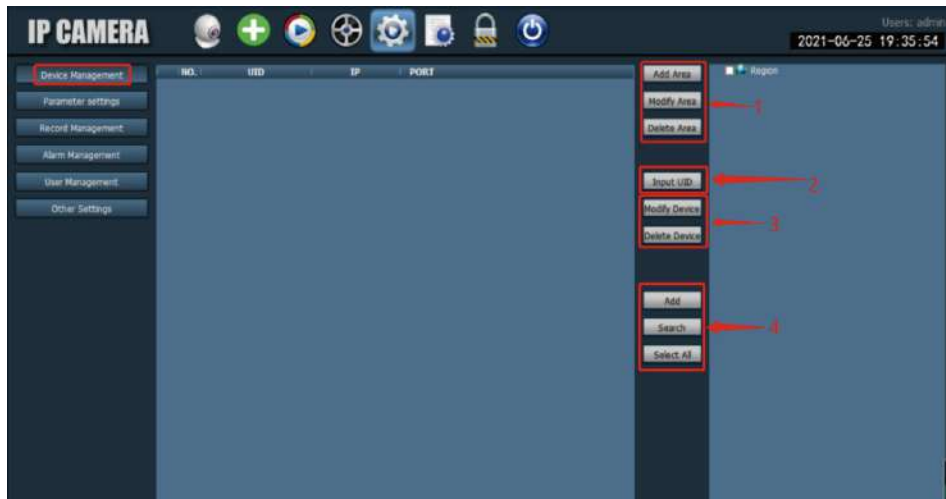 IP CAMERA
Users: admin
2021-06-25 19:35:54
Device Management
Parameter settings
Record Management
Alarm Management
User Management
Other Settings
NO. UID IP PORT
Add Area
Modify Area
Delete Area
1
Input UID
2
Modify Device
Delete Device
3
Add
Search
Select All
4
Region